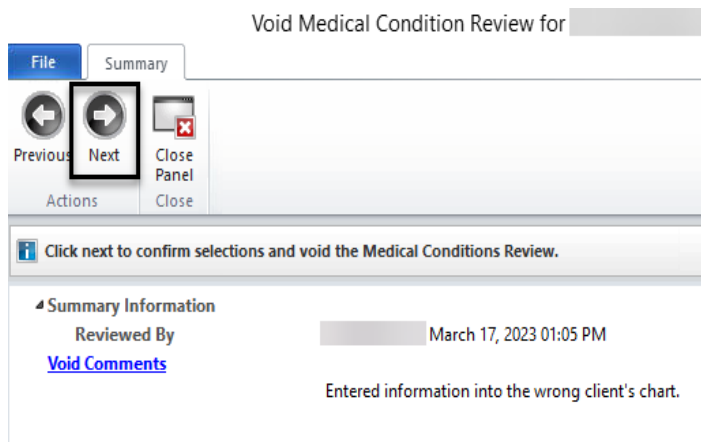 Void Medical Condition Review for
File Summary
Previous Next Close Panel
Actions Close
Click next to confirm selections and void the Medical Conditions Review.
Summary Information
Reviewed By March 17, 2023 01:05 PM
Void Comments
Entered information into the wrong client's chart.